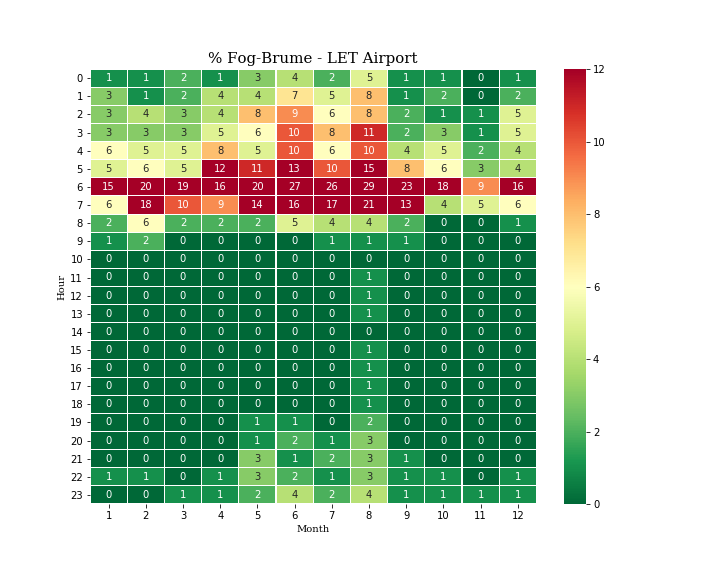 % Fog-Brume - LET Airport
0 1 1 2 1 3 4 2 5 1 1 0 1
1 3 1 2 4 4 7 5 8 1 2 0 2
2 3 4 3 4 8 9 6 8 2 1 1 5
3 3 3 3 5 6 10 8 11 2 3 1 5
4 6 5 5 8 5 10 6 10 4 5 2 4
5 5 6 5 12 11 13 10 15 8 6 3 4
6 15 20 19 16 20 27 26 29 23 18 9 16
7 6 18 10 9 14 16 17 21 13 4 5 6
8 2 6 2 2 2 5 4 4 2 0 0 1
9 1 2 0 0 0 0 1 1 1 0 0 0
10 0 0 0 0 0 0 0 0 0 0 0 0
11 0 0 0 0 0 0 0 1 0 0 0 0
12 0 0 0 0 0 0 0 1 0 0 0 0
13 0 0 0 0 0 0 0 1 0 0 0 0
14 0 0 0 0 0 0 0 0 0 0 0 0
15 0 0 0 0 0 0 0 1 0 0 0 0
16 0 0 0 0 0 0 0 1 0 0 0 0
17 0 0 0 0 0 0 0 1 0 0 0 0
18 0 0 0 0 0 0 0 1 0 0 0 0
19 0 0 0 0 1 1 0 2 0 0 0 0
20 0 0 0 0 1 2 1 3 0 0 0 0
21 0 0 0 0 3 1 2 3 1 0 0 0
22 1 1 0 1 3 2 1 3 1 1 0 1
23 0 0 1 1 2 4 2 4 1 1 1 1
1 2 3 4 5 6 7 8 9 10 11 12
Month
Hour
12
10
8
6
4
2
0